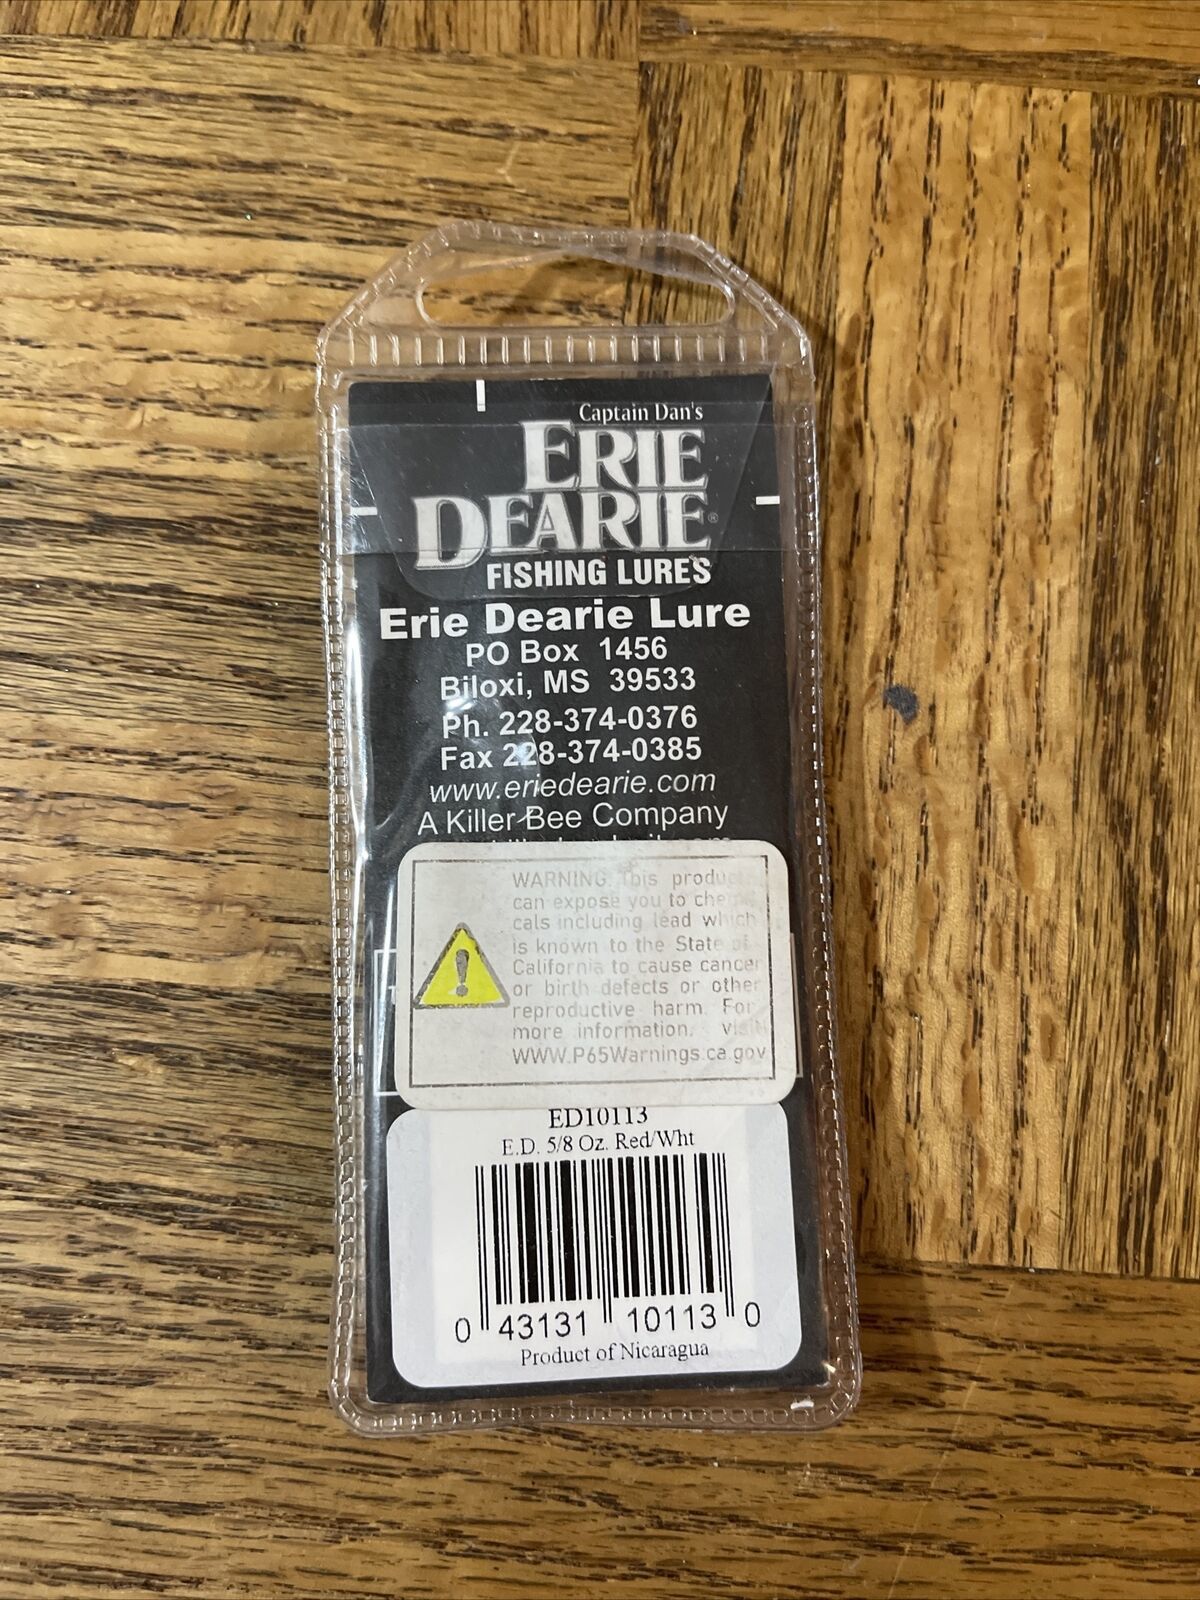 Captain Dan's
ERIE
DEARIE®
FISHING LURES
Erie Dearie Lure
PO Box 1456
Biloxi, MS 39533
Ph. 228-374-0376
Fax 228-374-0385
www.eriedearie.com
A Killer Bee Company
WARNING This product
can expose you to chemi
cals including lead which
is known to the State of
California to cause cancer
or birth defects or other
reproductive harm. For
more information, visit
WWW.P65Warnings.ca.gov
ED10113
E.D. 5/8 Oz. Red/Wht
0 43131 10113 0
Product of Nicaragua